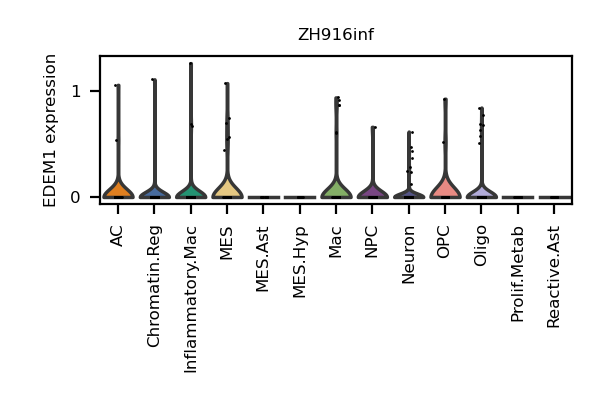 ZH916inf
EDEM1 expression
1
0
AC
Chromatin.Reg
Inflammatory.Mac
MES
MES.Ast
MES.Hyp
Mac
NPC
Neuron
OPC
Oligo
Prolif.Metab
Reactive.Ast